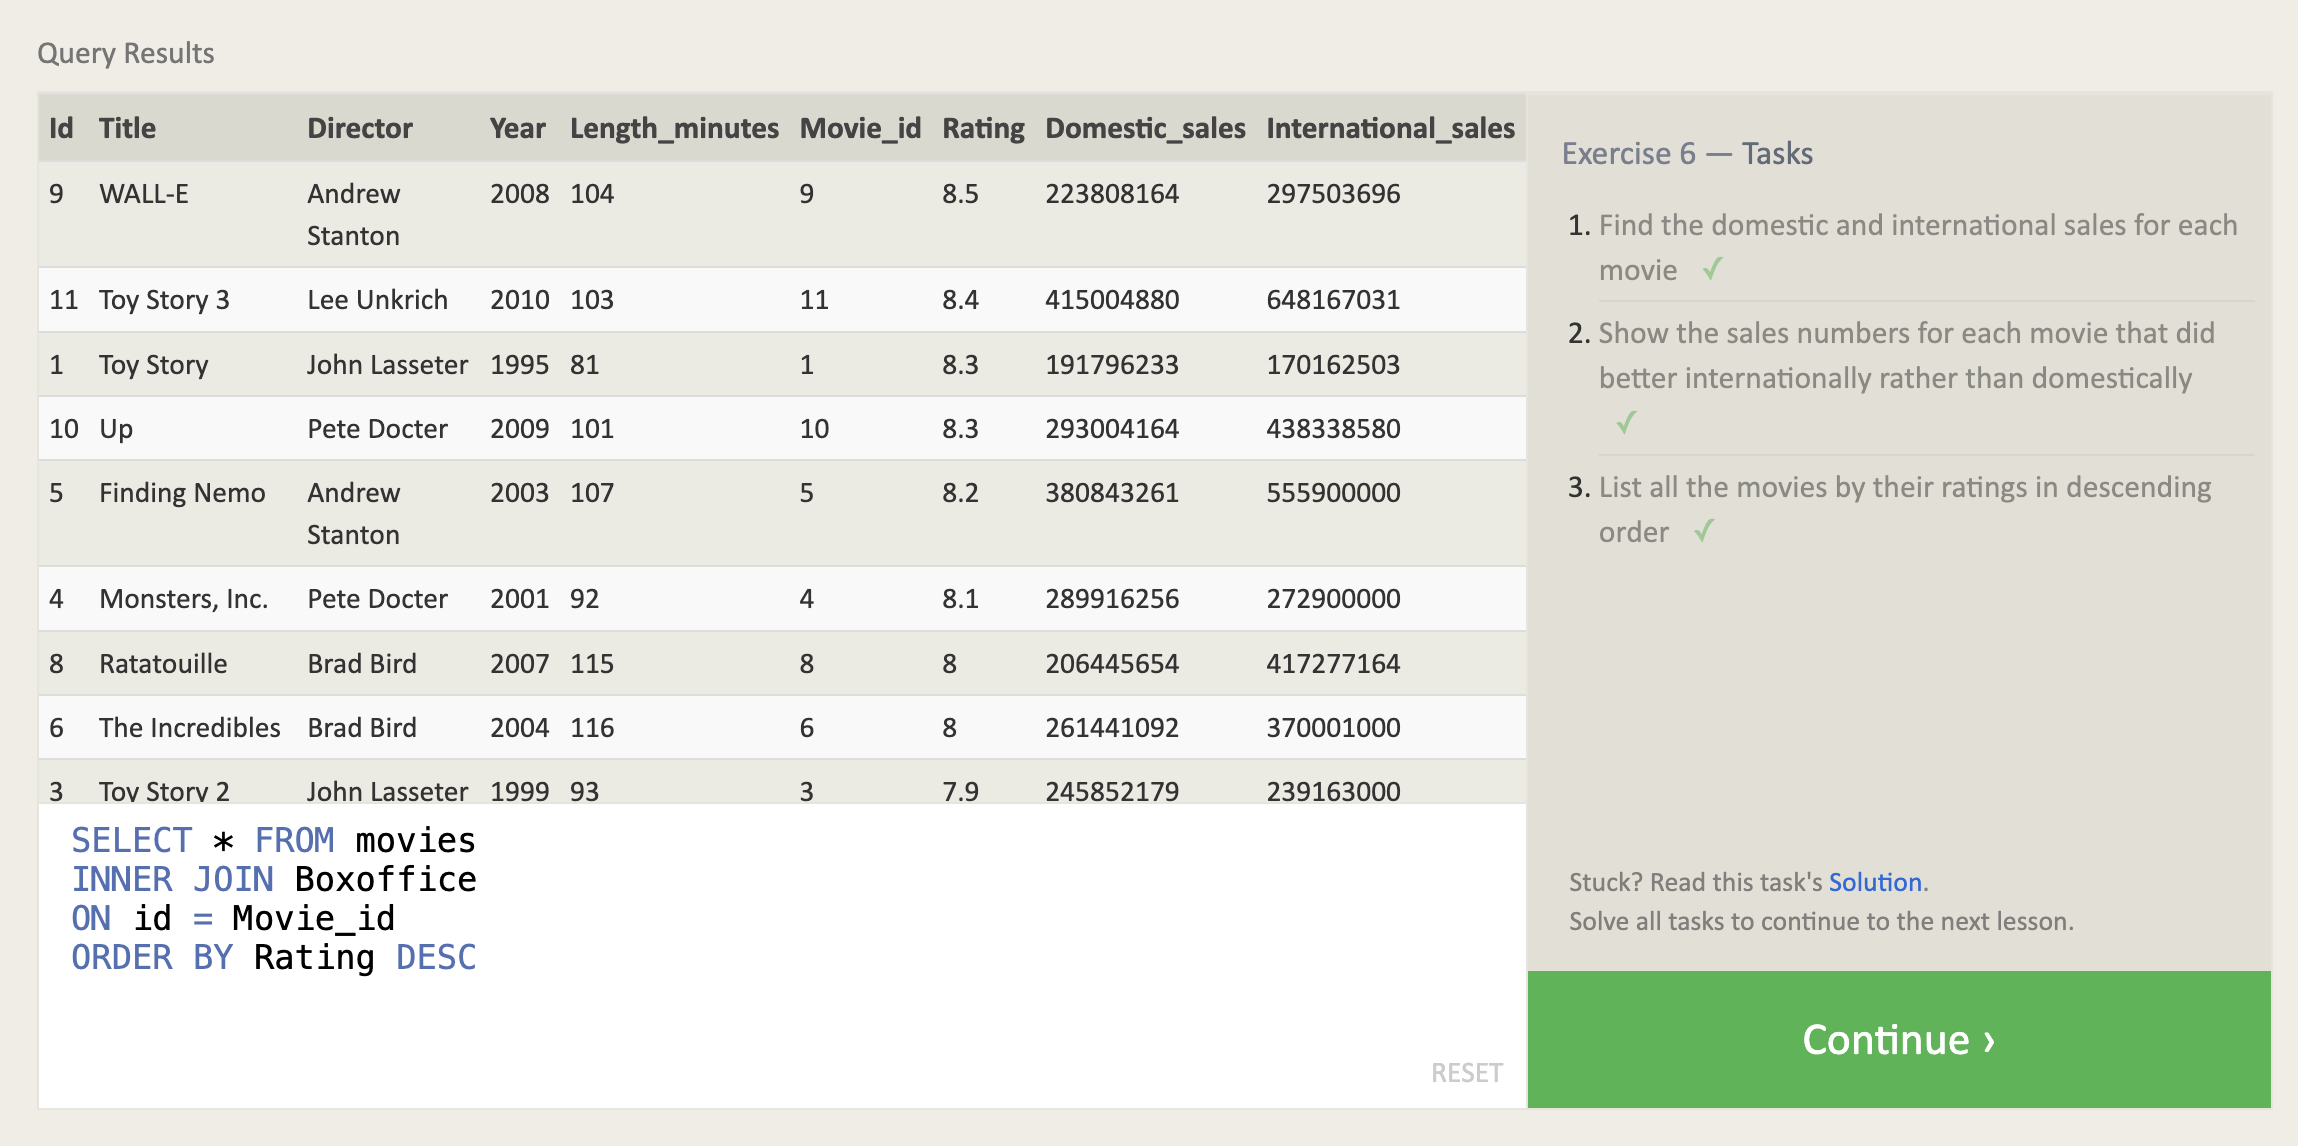 Query Results
Id Title Director Year Length_minutes Movie_id Rating Domestic_sales International_sales
9 WALL-E Andrew Stanton 2008 104 9 8.5 223808164 297503696
11 Toy Story 3 Lee Unkrich 2010 103 11 8.4 415004880 648167031
1 Toy Story John Lasseter 1995 81 1 8.3 191796233 170162503
10 Up Pete Docter 2009 101 10 8.3 293004164 438338580
5 Finding Nemo Andrew Stanton 2003 107 5 8.2 380843261 555900000
4 Monsters, Inc. Pete Docter 2001 92 4 8.1 289916256 272900000
8 Ratatouille Brad Bird 2007 115 8 8 206445654 417277164
6 The Incredibles Brad Bird 2004 116 6 8 261441092 370001000
3 Toy Story 2 John Lasseter 1999 93 3 7.9 245852179 239163000
SELECT * FROM movies
INNER JOIN Boxoffice
ON id = Movie_id
ORDER BY Rating DESC
RESET
Exercise 6 — Tasks
1. Find the domestic and international sales for each
movie ✓
2. Show the sales numbers for each movie that did
better internationally rather than domestically
✓
3. List all the movies by their ratings in descending
order ✓
Stuck? Read this task's Solution.
Solve all tasks to continue to the next lesson.
Continue ›